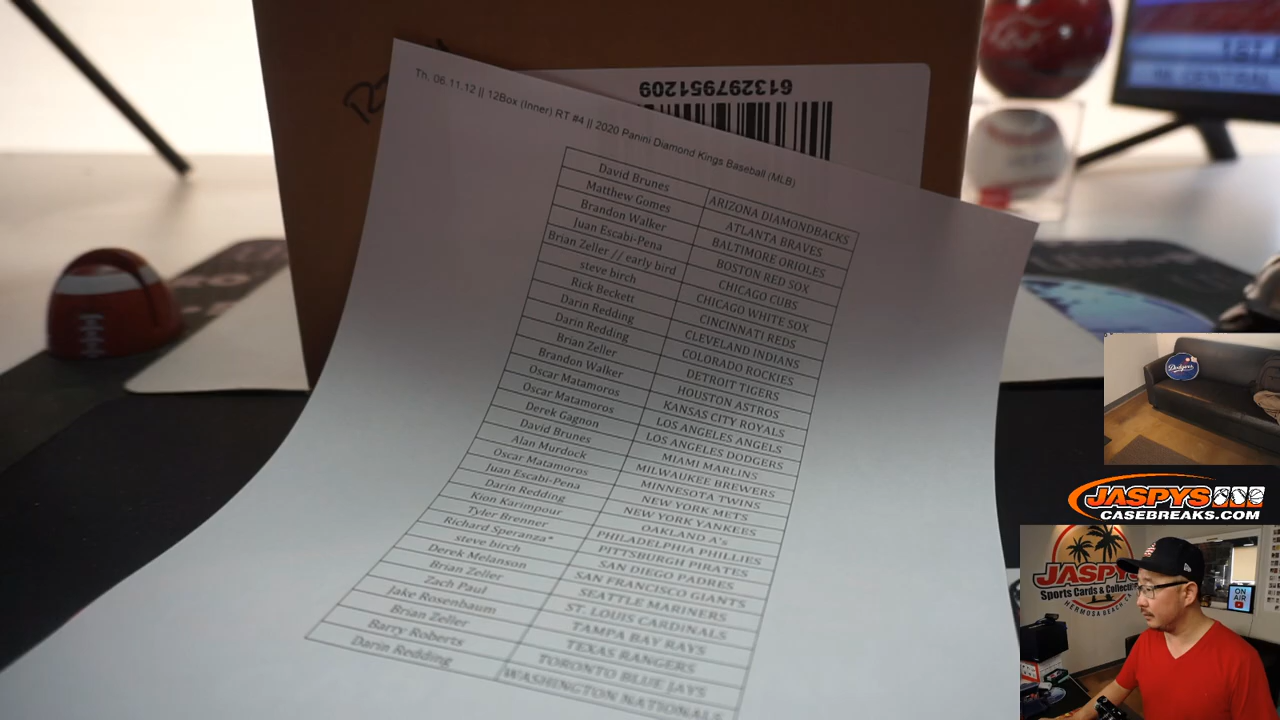 Th. 06.11.12 || 12Box (Inner) RT #4 || 2020 Panini Diamond Kings Baseball (MLB)
David Brunes ARIZONA DIAMONDBACKS
Matthew Gomes ATLANTA BRAVES
Brandon Walker BALTIMORE ORIOLES
Juan Escabi-Pena BOSTON RED SOX
Brian Zeller // early bird CHICAGO CUBS
steve birch CHICAGO WHITE SOX
Rick Beckett CINCINNATI REDS
Darin Redding CLEVELAND INDIANS
Darin Redding COLORADO ROCKIES
Brian Zeller DETROIT TIGERS
Brandon Walker HOUSTON ASTROS
Oscar Matamoros KANSAS CITY ROYALS
Oscar Matamoros LOS ANGELES ANGELS
Derek Gagnon LOS ANGELES DODGERS
David Brunes MIAMI MARLINS
Alan Murdock MILWAUKEE BREWERS
Oscar Matamoros MINNESOTA TWINS
Juan Escabi-Pena NEW YORK METS
Darin Redding NEW YORK YANKEES
Kion Karimpour OAKLAND A's
Tyler Brenner PHILADELPHIA PHILLIES
Richard Speranza* PITTSBURGH PIRATES
steve birch SAN DIEGO PADRES
Derek Melanson SAN FRANCISCO GIANTS
Brian Zeller SEATTLE MARINERS
Zach Paul ST. LOUIS CARDINALS
Jake Rosenbaum TAMPA BAY RAYS
Brian Zeller TEXAS RANGERS
Barry Roberts TORONTO BLUE JAYS
Darin Redding WASHINGTON NATIONALS
Dodgers
JASPYS
CASEBREAKS.COM
JASPYS
Sports Cards &
HERMOSA BEACH
ON AIR
CENTRAL